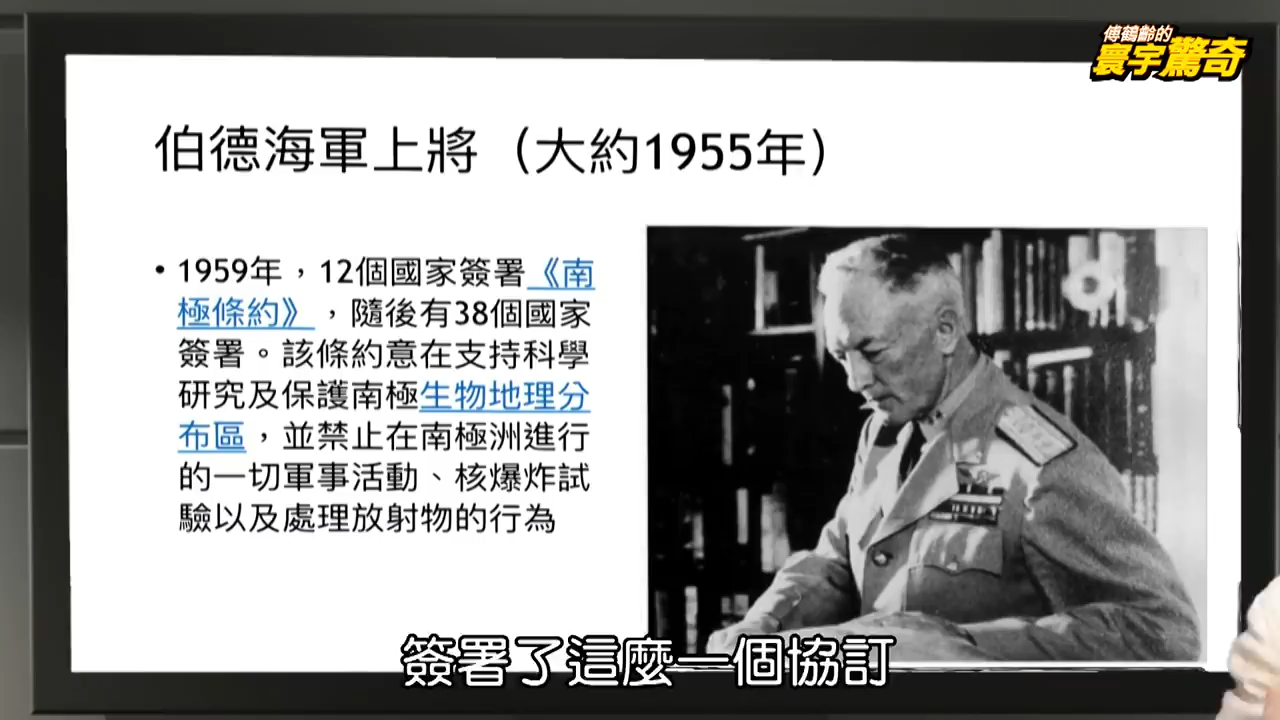 傅鶴齡的
寰宇驚奇
伯德海軍上將（大約1955年）
• 1959年，12個國家簽署《南
極條約》，隨後有38個國家
簽署。該條約意在支持科學
研究及保護南極生物地理分
布區，並禁止在南極洲進行
的一切軍事活動、核爆炸試
驗以及處理放射物的行為
簽署了這麼一個協訂